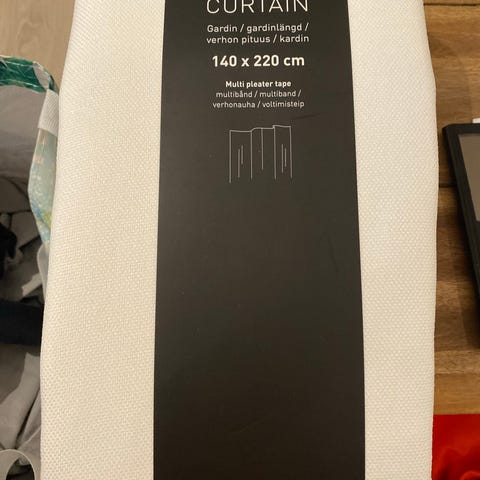 CURTAIN
Gardin / gardinlängd /
verhon pituus / kardin
140 x 220 cm
Multi pleater tape
multibånd / multiband /
verhonauha / voltimisteip